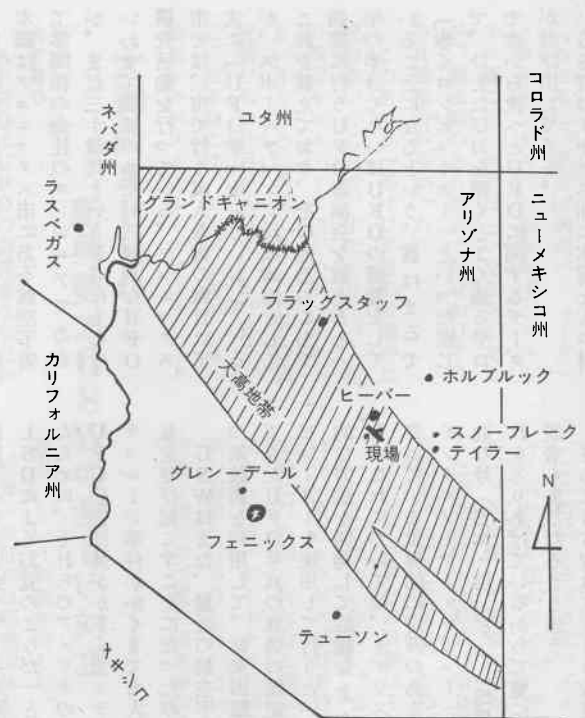 コロラド州
ユタ州
ネバダ州
ニューメキシコ州
アリゾナ州
グランドキャニオン
ラスベガス
フラッグスタッフ
ホルブルック
大高地帯
ヒーバー
カリフォルニア州
スノーフレーク
現場
テイラー
グレンーデール
N
フェニックス
テューソン
メキシコ